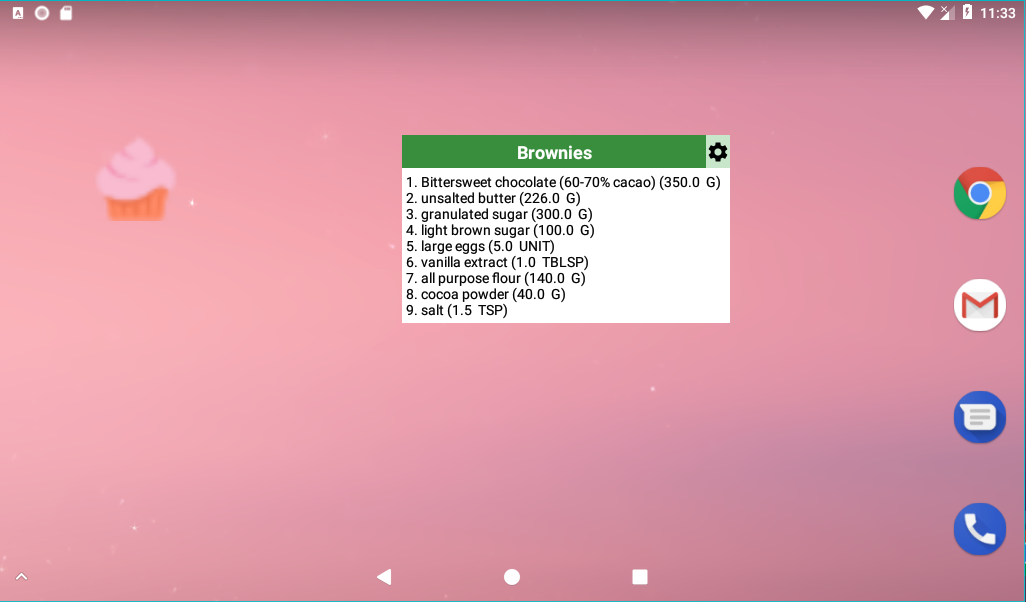 11:33
Brownies
1. Bittersweet chocolate (60-70% cacao) (350.0  G)
2. unsalted butter (226.0  G)
3. granulated sugar (300.0  G)
4. light brown sugar (100.0  G)
5. large eggs (5.0  UNIT)
6. vanilla extract (1.0  TBLSP)
7. all purpose flour (140.0  G)
8. cocoa powder (40.0  G)
9. salt (1.5  TSP)